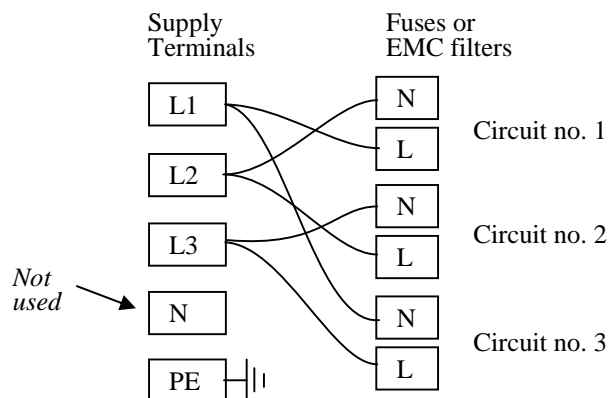 Supply
Terminals
Fuses or
EMC filters
L1
L2
L3
N
PE
Not
used
N
L
Circuit no. 1
N
L
Circuit no. 2
N
L
Circuit no. 3